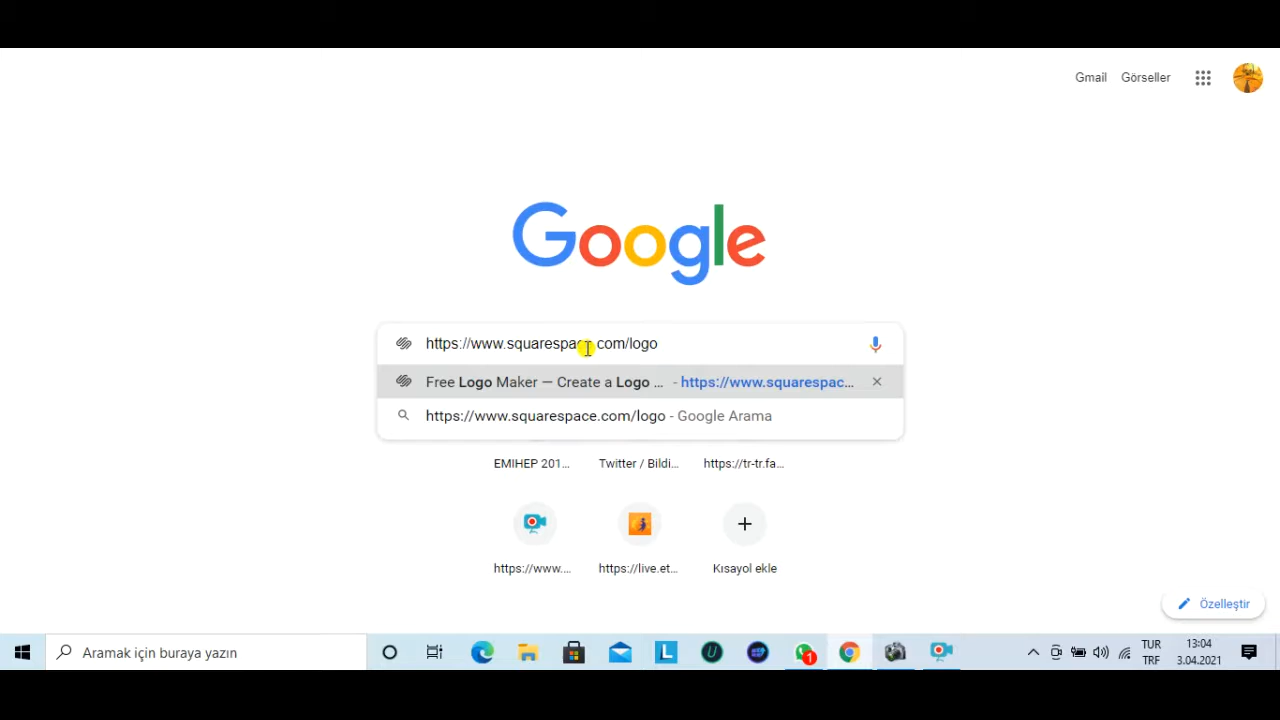 Gmail Görseller
Google
https://www.squarespace.com/logo
Free Logo Maker — Create a Logo ... - https://www.squarespac...
https://www.squarespace.com/logo - Google Arama
EMIHEP 201... Twitter / Bildi... https://tr-tr.fa...
https://www.... https://live.et... Kısayol ekle
Özelleştir
Aramak için buraya yazın
L
U
1
TUR
TRF
13:04
3.04.2021